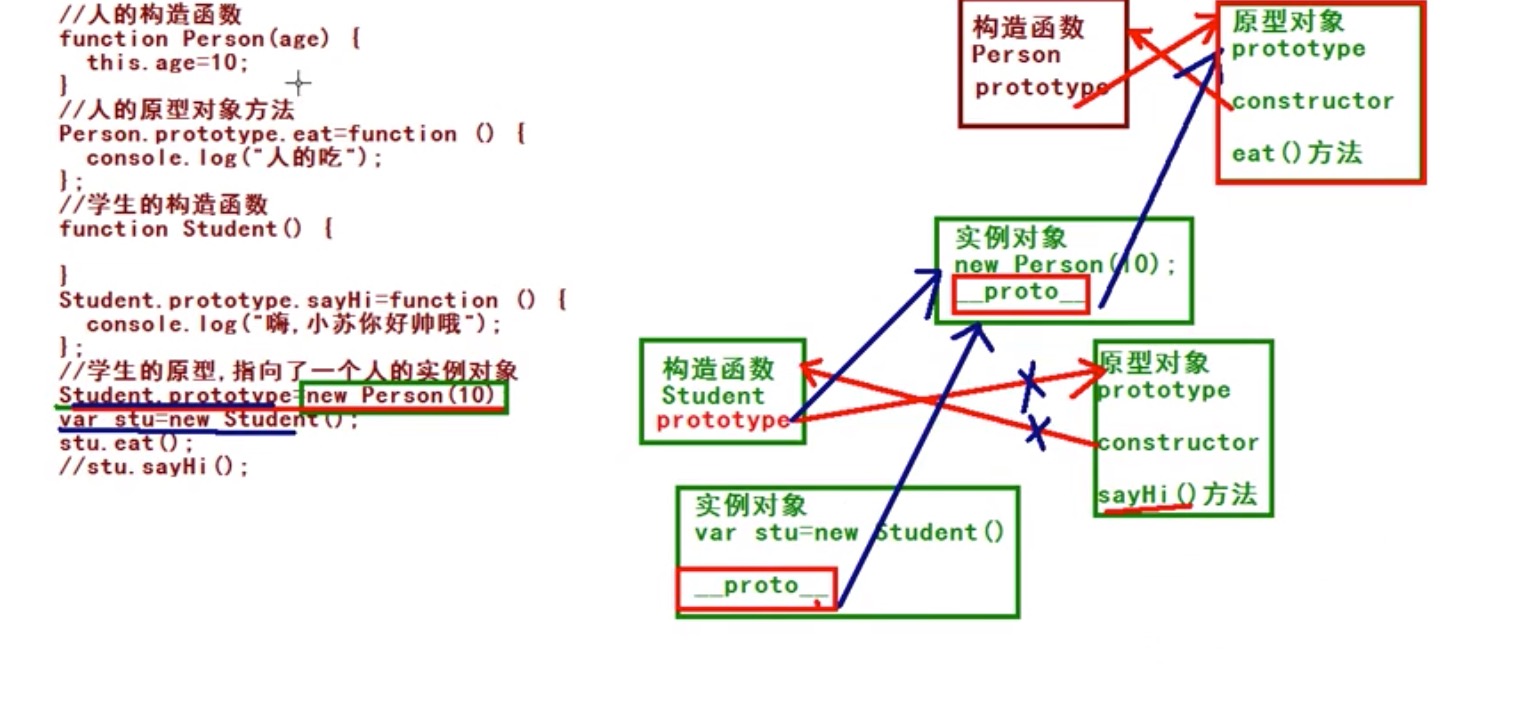 //人的构造函数
function Person(age) {
  this.age=10;
}
//人的原型对象方法
Person.prototype.eat=function () {
  console.log("人的吃");
};
//学生的构造函数
function Student() {

}
Student.prototype.sayHi=function () {
  console.log("嗨,小苏你好帅哦");
};
//学生的原型,指向了一个人的实例对象
Student.prototype=new Person(10)
var stu=new Student();
stu.eat();
//stu.sayHi();
构造函数
Person
prototype
原型对象
prototype
constructor
eat()方法
实例对象
new Person(10);
__proto__
构造函数
Student
prototype
原型对象
prototype
constructor
sayHi()方法
实例对象
var stu=new Student()
__proto__